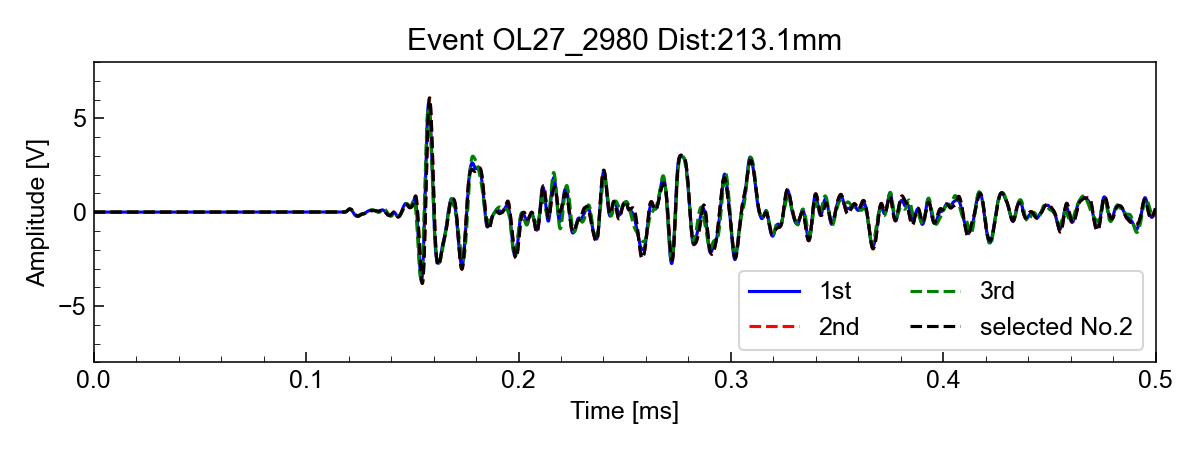 Event OL27_2980 Dist:213.1mm
Amplitude [V]
5
0
−5
1st
2nd
3rd
selected No.2
0.0 0.1 0.2 0.3 0.4 0.5
Time [ms]